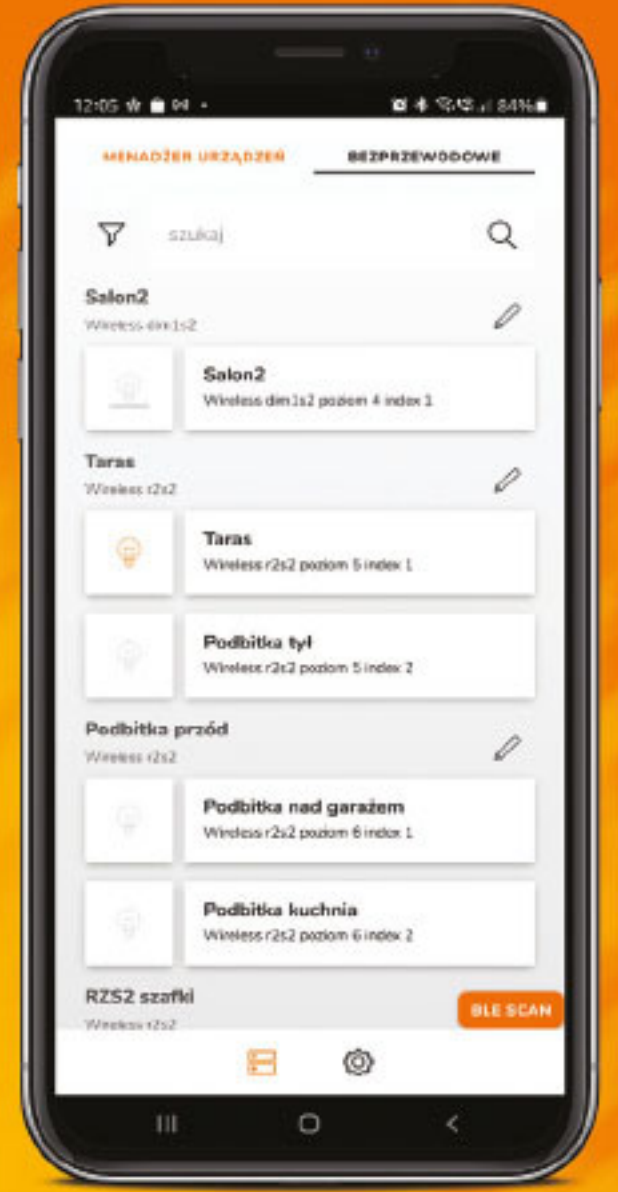 12:05
84%
MENADŻER URZĄDZEŃ BEZPRZEWODOWE
szukaj
Salon2
Wireless dim1s2
Salon2
Wireless dim1s2 poziom 4 index 1
Taras
Wireless r2s2
Taras
Wireless r2s2 poziom 5 index 1
Podbitka tył
Wireless r2s2 poziom 5 index 2
Podbitka przód
Wireless r2s2
Podbitka nad garażem
Wireless r2s2 poziom 6 index 1
Podbitka kuchnia
Wireless r2s2 poziom 6 index 2
RZS2 szafki
Wireless r2s2
BLE SCAN